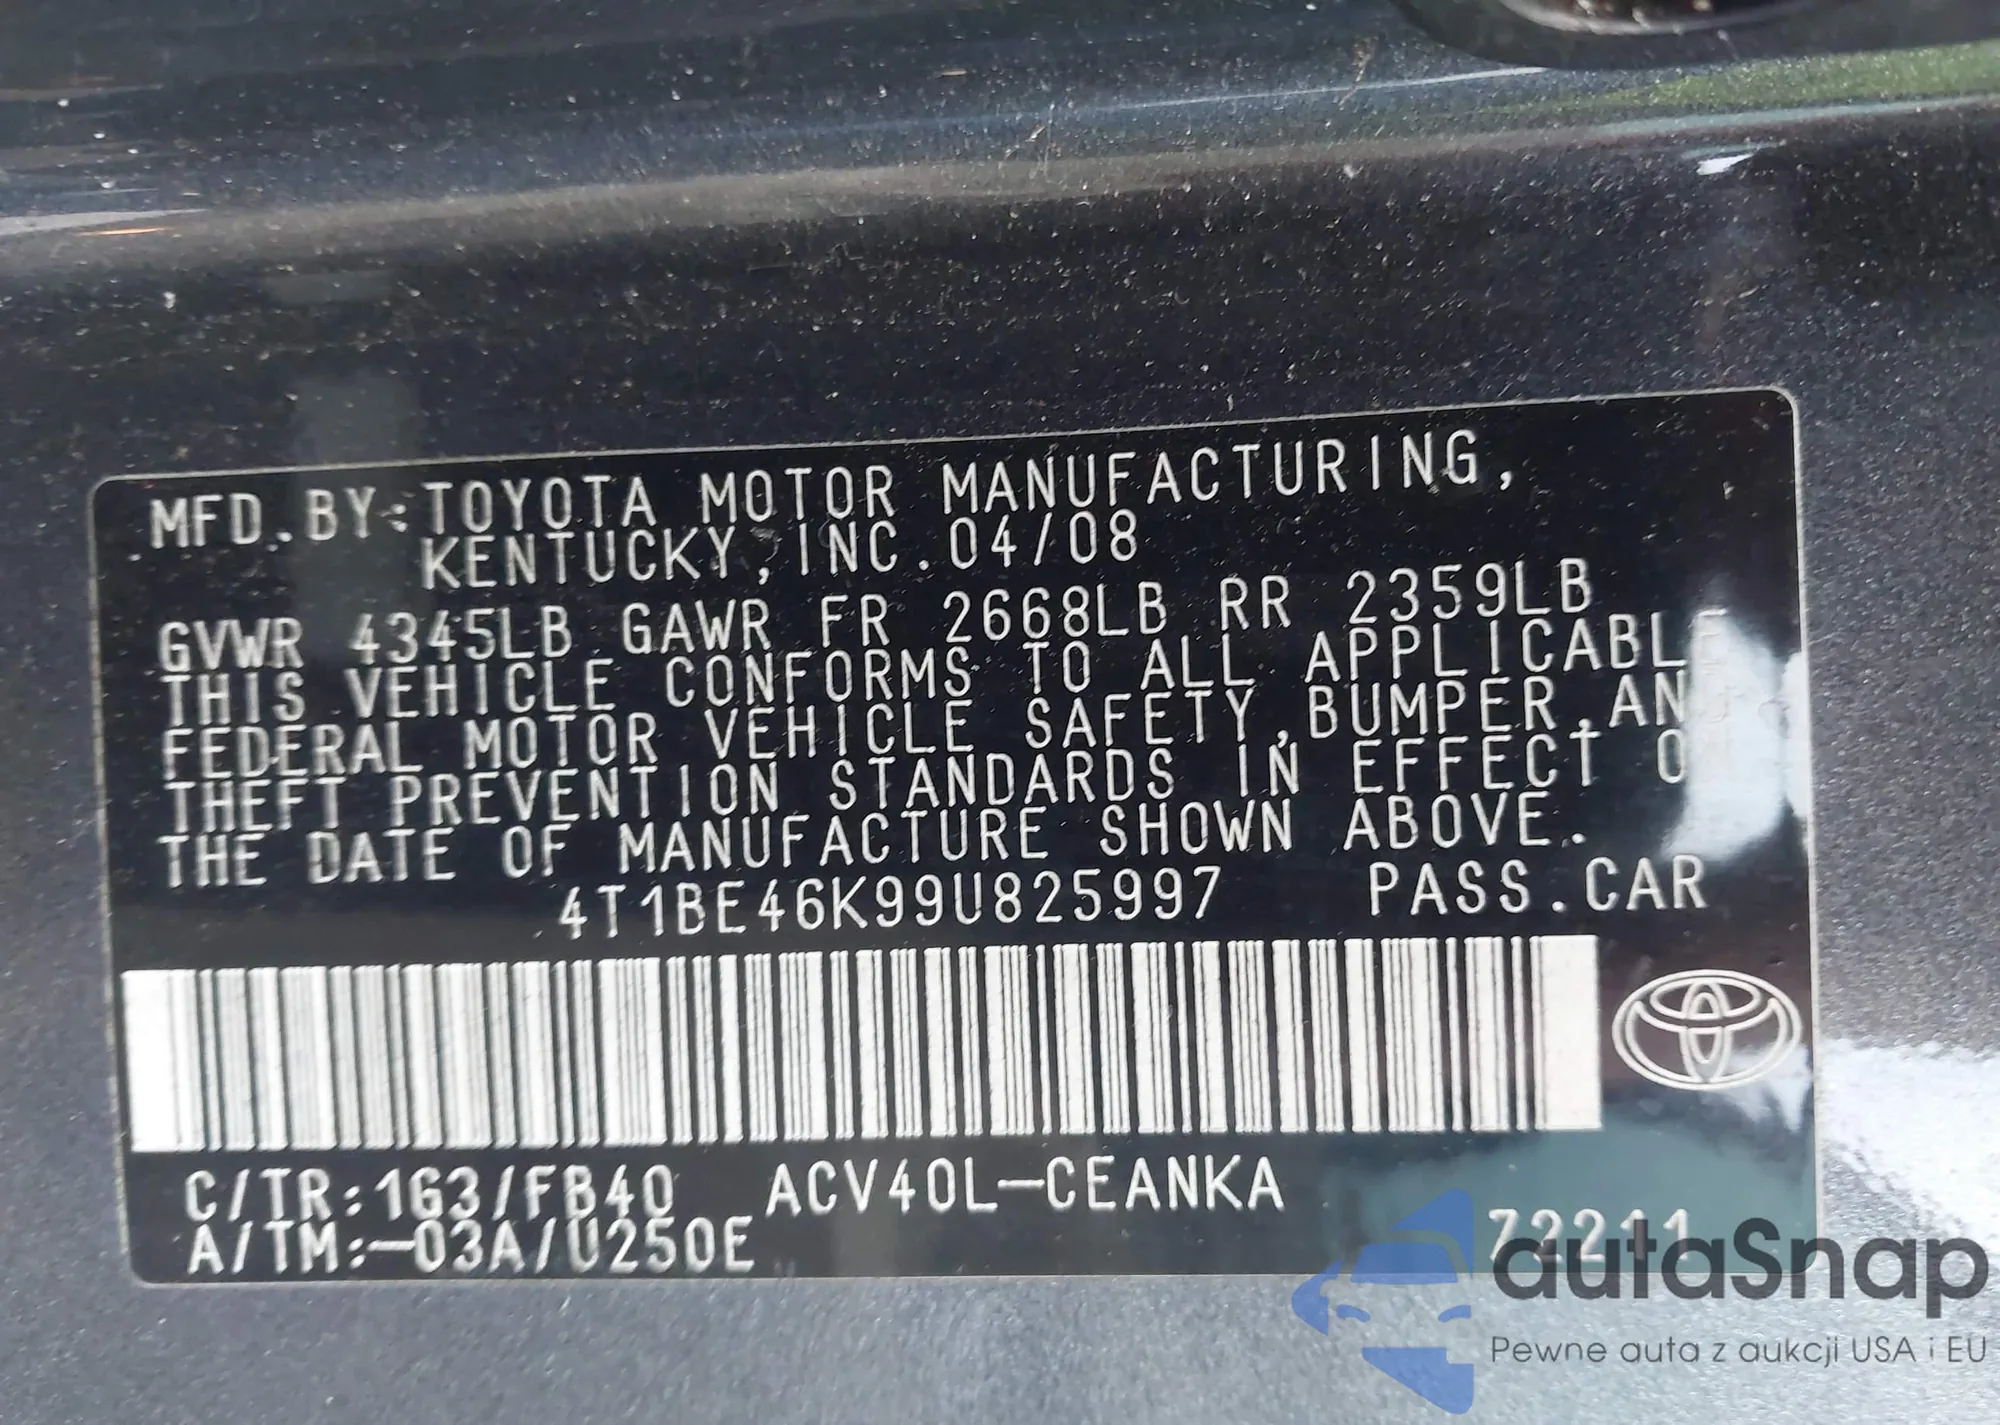 MFD.BY:TOYOTA MOTOR MANUFACTURING,
KENTUCKY,INC.04/08
GVWR 4345LB GAWR FR 2668LB RR 2359LB
THIS VEHICLE CONFORMS TO ALL APPLICABLE
FEDERAL MOTOR VEHICLE SAFETY,BUMPER,AND
THEFT PREVENTION STANDARDS IN EFFECT ON
THE DATE OF MANUFACTURE SHOWN ABOVE.
4T1BE46K99U825997 PASS.CAR
C/TR:1G3/FB40 ACV40L-CEANKA
A/TM:-03A/U250E 72211
autaSnap
Pewne auta z aukcji USA i EU